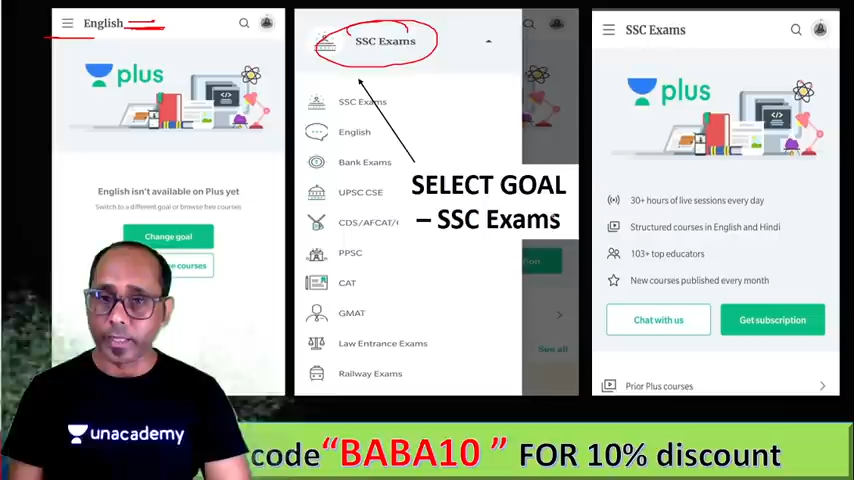 English
plus
English isn't available on Plus yet
Switch to a different goal or browse free courses
Change goal
courses
unacademy
SSC Exams
SSC Exams
English
Bank Exams
UPSC CSE
CDS/AFCAT/
PPSC
CAT
GMAT
Law Entrance Exams
Railway Exams
See all
SELECT GOAL
– SSC Exams
SSC Exams
plus
30+ hours of live sessions every day
Structured courses in English and Hindi
103+ top educators
New courses published every month
Chat with us
Get subscription
Prior Plus courses
code “BABA10 ” FOR 10% discount